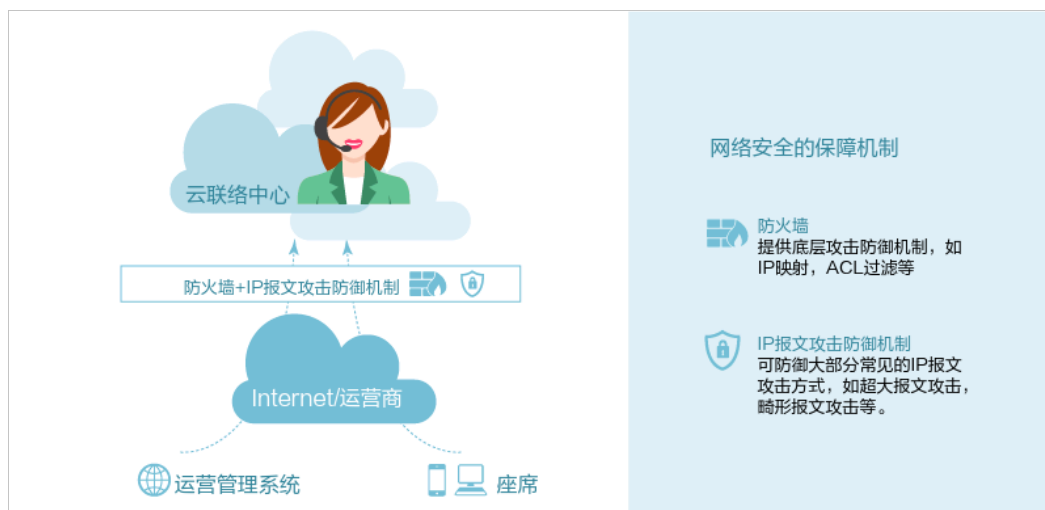 云联络中心
防火墙+IP报文攻击防御机制
Internet/运营商
运营管理系统
座席
网络安全的保障机制
防火墙
提供底层攻击防御机制，如
IP映射，ACL过滤等
IP报文攻击防御机制
可防御大部分常见的IP报文
攻击方式，如超大报文攻击，
畸形报文攻击等。